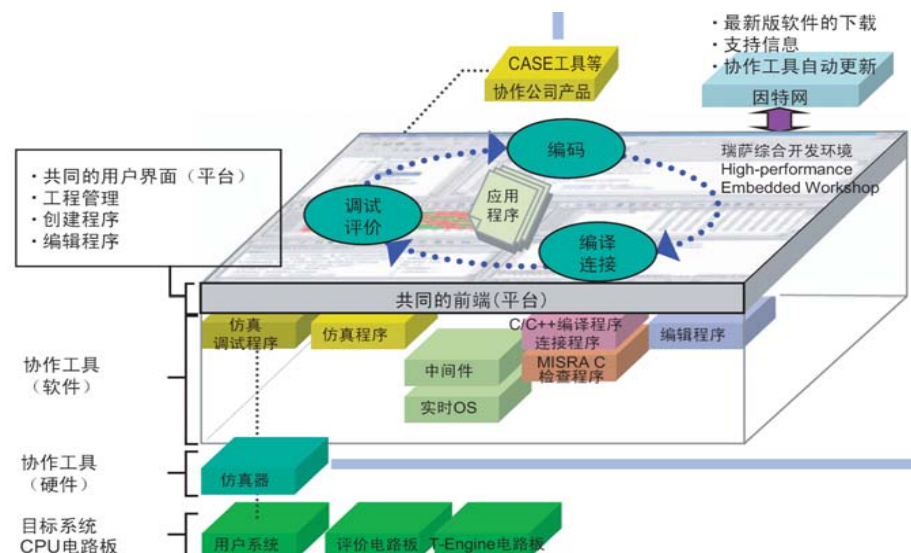 CASE工具等
协作公司产品
・最新版软件的下载
・支持信息
・协作工具自动更新
因特网
瑞萨综合开发环境
High-performance
Embedded Workshop
・共同的用户界面（平台）
・工程管理
・创建程序
・编辑程序
编码
调试
评价
应用
程序
编译
连接
共同的前端(平台)
协作工具
（软件）
仿真
调试程序
仿真程序
C/C++编译程序
连接程序
编辑程序
中间件
MISRA C
检查程序
实时OS
协作工具
（硬件）
仿真器
目标系统
CPU电路板
用户系统
评价电路板
T-Engine电路板